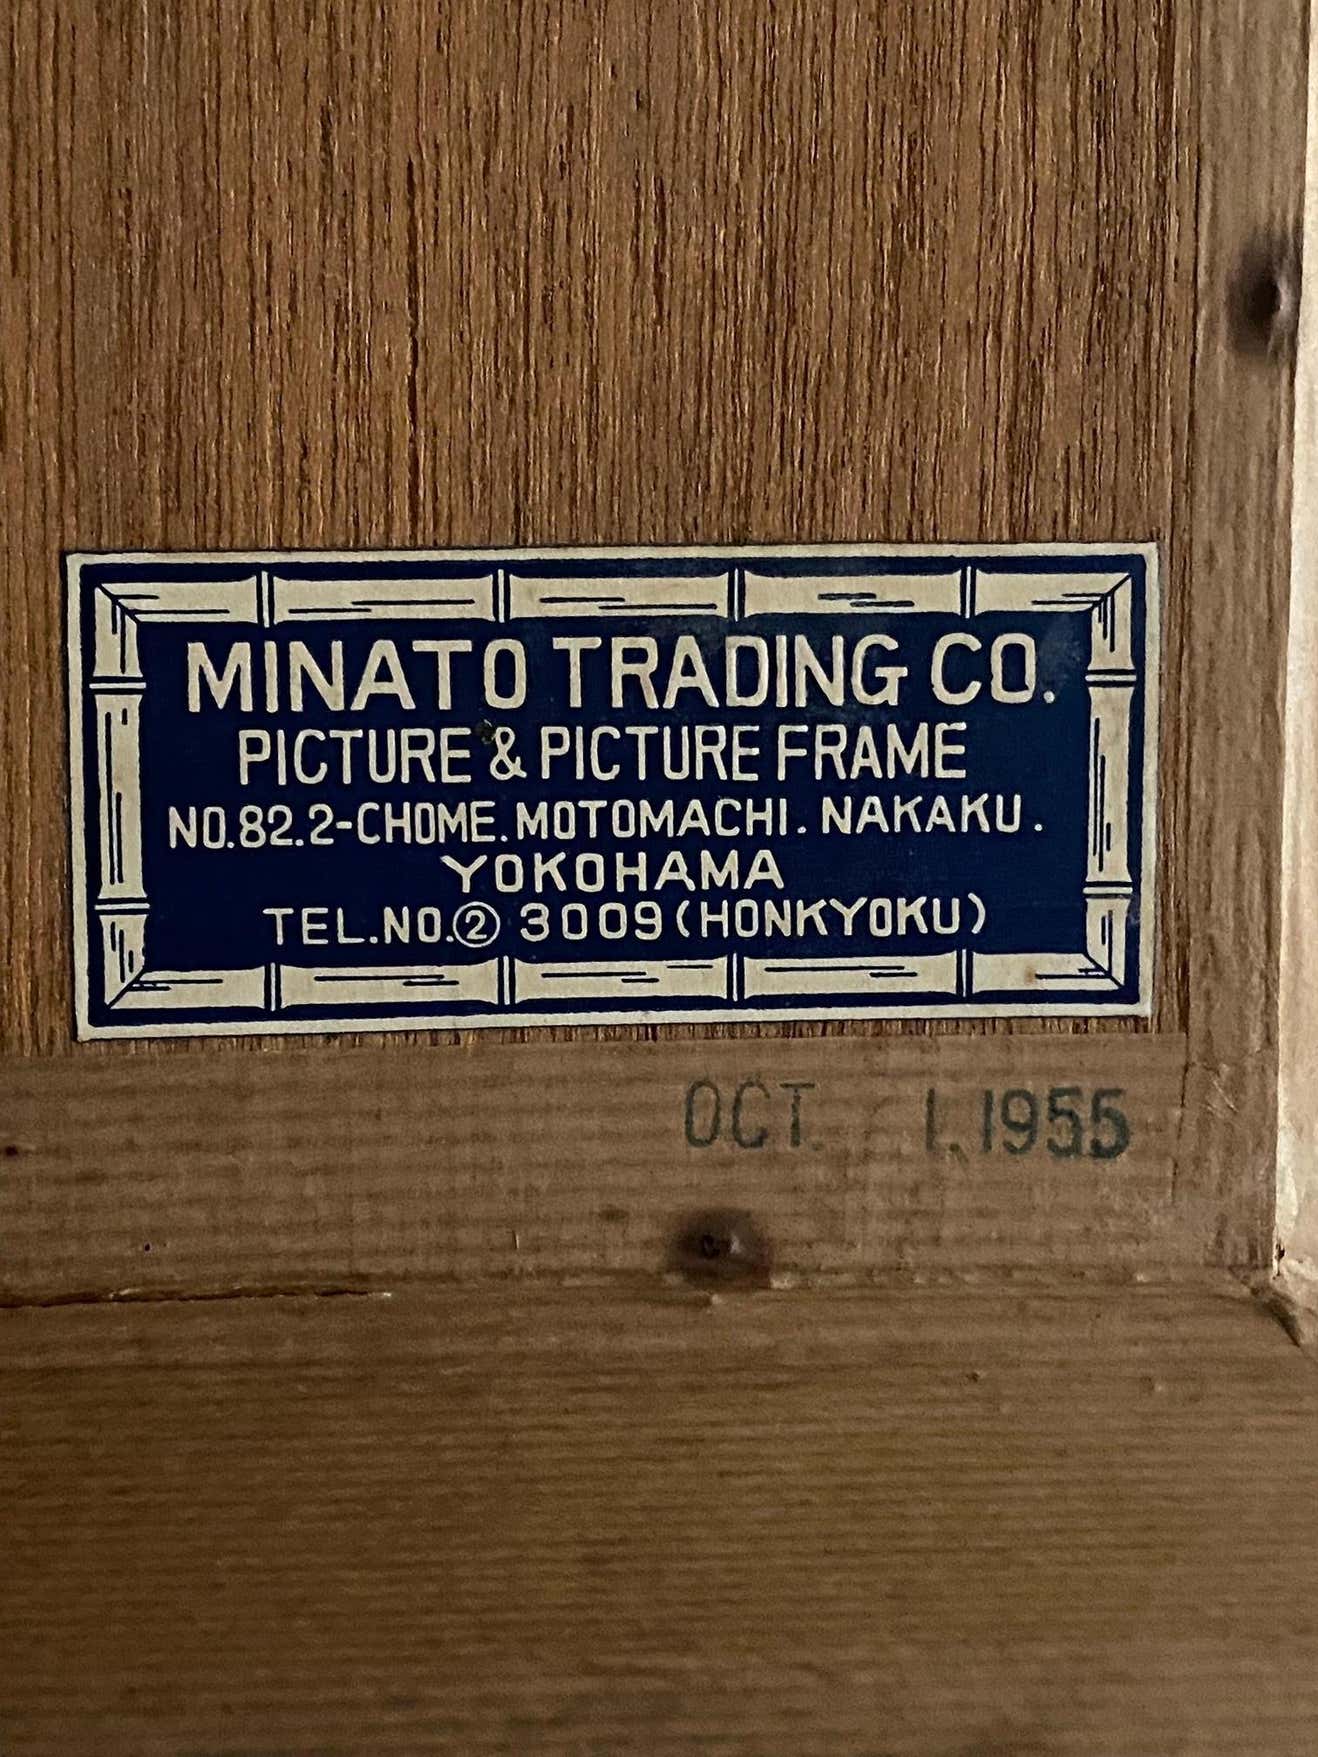 MINATO TRADING CO.
PICTURE & PICTURE FRAME
NO.82.2-CHOME.MOTOMACHI.NAKAKU.
YOKOHAMA
TEL.NO.② 3009(HONKYOKU)
OCT. 1.1955